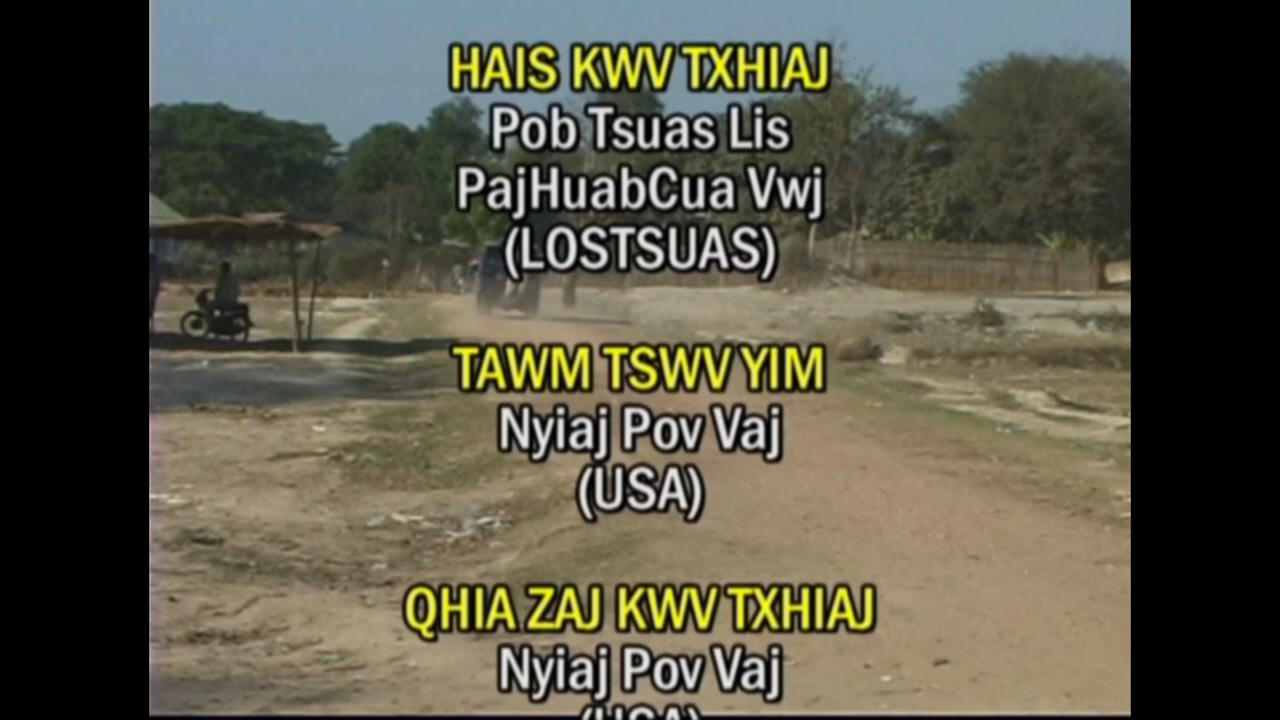 HAIS KWV TXHIAJ
Pob Tsuas Lis
PajHuabCua Vwj
(LOSTSUAS)
TAWM TSWV YIM
Nyiaj Pov Vaj
(USA)
QHIA ZAJ KWV TXHIAJ
Nyiaj Pov Vaj
(USA)